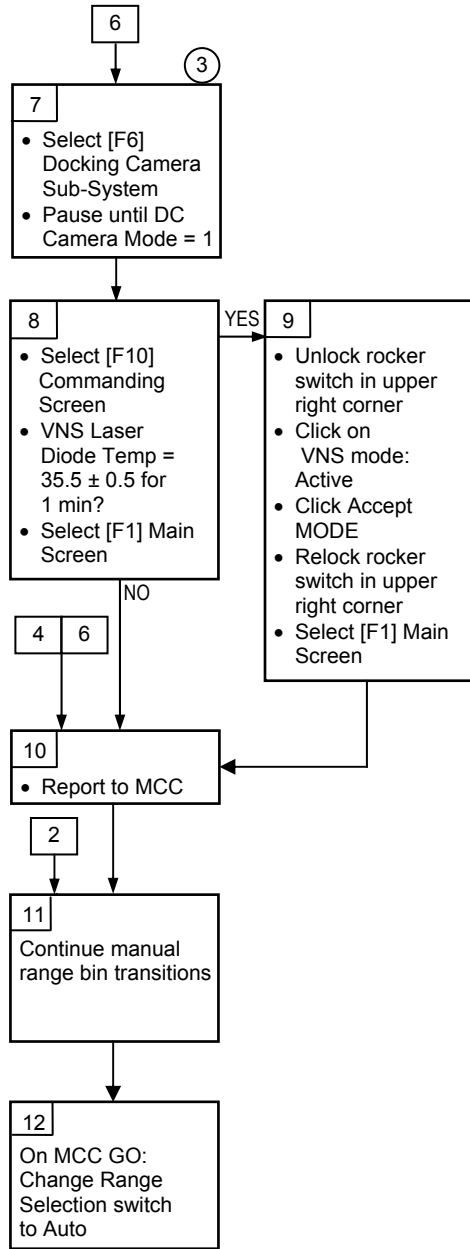 6
3
7
• Select [F6]
Docking Camera
Sub-System
• Pause until DC
Camera Mode = 1
8
• Select [F10]
Commanding
Screen
• VNS Laser
Diode Temp =
35.5 ± 0.5 for
1 min?
• Select [F1] Main
Screen
YES
9
• Unlock rocker
switch in upper
right corner
• Click on
VNS mode:
Active
• Click Accept
MODE
• Relock rocker
switch in upper
right corner
• Select [F1] Main
Screen
NO
4 6
10
• Report to MCC
2
11
Continue manual
range bin transitions
12
On MCC GO:
Change Range
Selection switch
to Auto